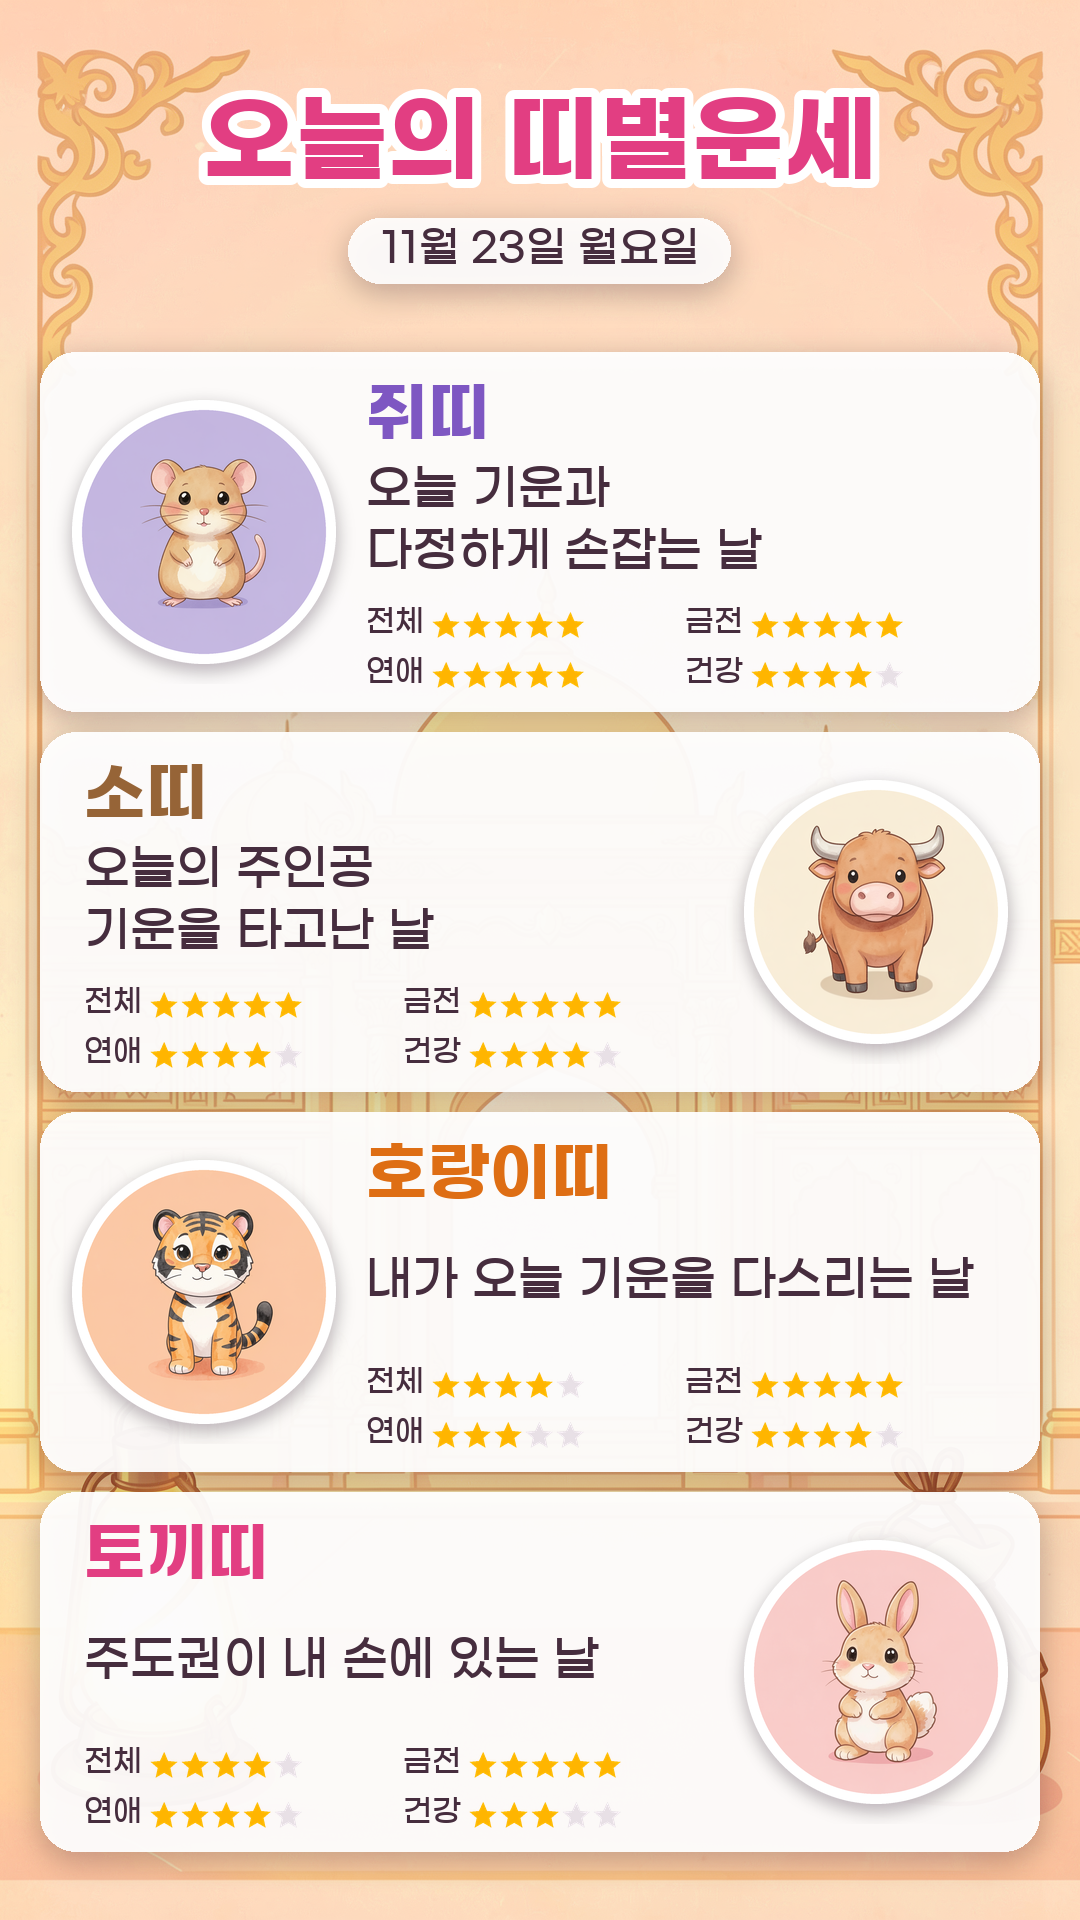 오늘의 띠별운세
11월 23일 월요일
쥐띠
오늘 기운과
다정하게 손잡는 날
전체 ★★★★★ 금전 ★★★★★
연애 ★★★★★ 건강 ★★★★★
소띠
오늘의 주인공
기운을 타고난 날
전체 ★★★★★ 금전 ★★★★★
연애 ★★★★★ 건강 ★★★★★
호랑이띠
내가 오늘 기운을 다스리는 날
전체 ★★★★★ 금전 ★★★★★
연애 ★★★★★ 건강 ★★★★★
토끼띠
주도권이 내 손에 있는 날
전체 ★★★★★ 금전 ★★★★★
연애 ★★★★★ 건강 ★★★★★